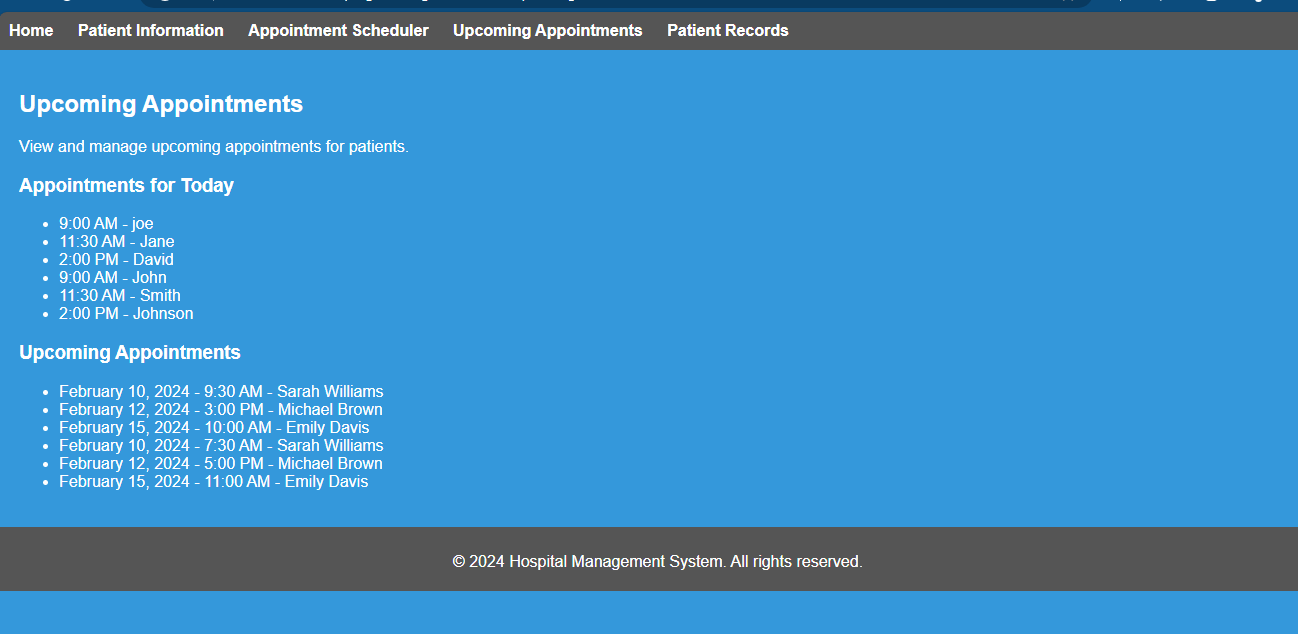 Home Patient Information Appointment Scheduler Upcoming Appointments Patient Records
Upcoming Appointments
View and manage upcoming appointments for patients.
Appointments for Today
• 9:00 AM - joe
• 11:30 AM - Jane
• 2:00 PM - David
• 9:00 AM - John
• 11:30 AM - Smith
• 2:00 PM - Johnson
Upcoming Appointments
• February 10, 2024 - 9:30 AM - Sarah Williams
• February 12, 2024 - 3:00 PM - Michael Brown
• February 15, 2024 - 10:00 AM - Emily Davis
• February 10, 2024 - 7:30 AM - Sarah Williams
• February 12, 2024 - 5:00 PM - Michael Brown
• February 15, 2024 - 11:00 AM - Emily Davis
© 2024 Hospital Management System. All rights reserved.